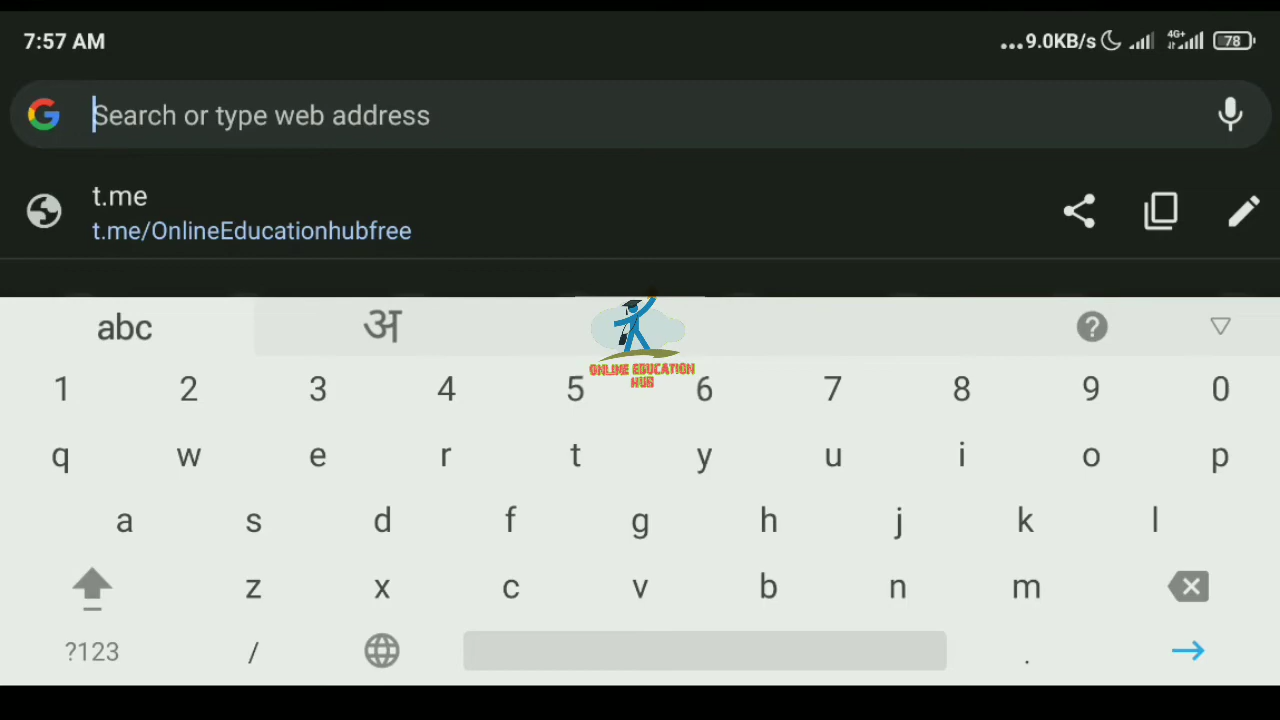 7:57 AM ...9.0KB/s 4G+ 78
Search or type web address
t.me
t.me/OnlineEducationhubfree
abc अ ?
ONLINE EDUCATION
HUB
1 2 3 4 5 6 7 8 9 0
q w e r t y u i o p
a s d f g h j k l
z x c v b n m
?123 / .